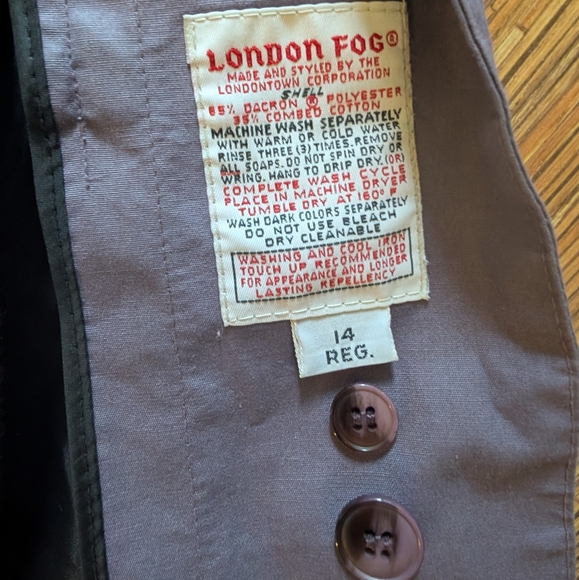 LONDON FOG®
MADE AND STYLED BY THE
LONDONTOWN CORPORATION
SHELL
65% DACRON ® POLYESTER
35% COMBED COTTON
MACHINE WASH SEPARATELY
WITH WARM OR COLD WATER
RINSE THREE (3) TIMES. REMOVE
ALL SOAPS. DO NOT SPIN DRY OR
WRING. HANG TO DRIP DRY. (OR)
COMPLETE WASH CYCLE
PLACE IN MACHINE DRYER
TUMBLE DRY AT 160° F
WASH DARK COLORS SEPARATELY
DO NOT USE BLEACH
DRY CLEANABLE
WASHING AND COOL IRON
TOUCH UP RECOMMENDED
FOR APPEARANCE AND LONGER
LASTING REPELLENCY
14
REG.